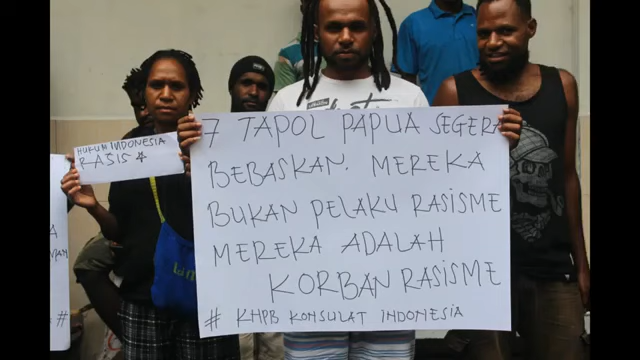 HUKUM INDONESIA
RASIS
7 TAPOL PAPUA SEGERA
BEBASKAN. MEREKA
BUKAN PELAKU RASISME
MEREKA ADALAH
KORBAN RASISME
# KHPB KONSULAT INDONESIA
#